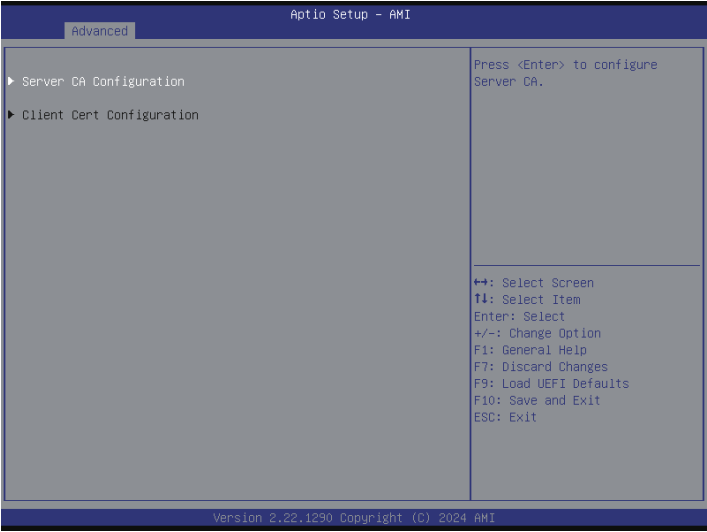 Aptio Setup – AMI
Advanced
▶ Server CA Configuration
▶ Client Cert Configuration
Press <Enter> to configure
Server CA.
↔: Select Screen
↑↓: Select Item
Enter: Select
+/-: Change Option
F1: General Help
F7: Discard Changes
F9: Load UEFI Defaults
F10: Save and Exit
ESC: Exit
Version 2.22.1290 Copyright (C) 2024 AMI